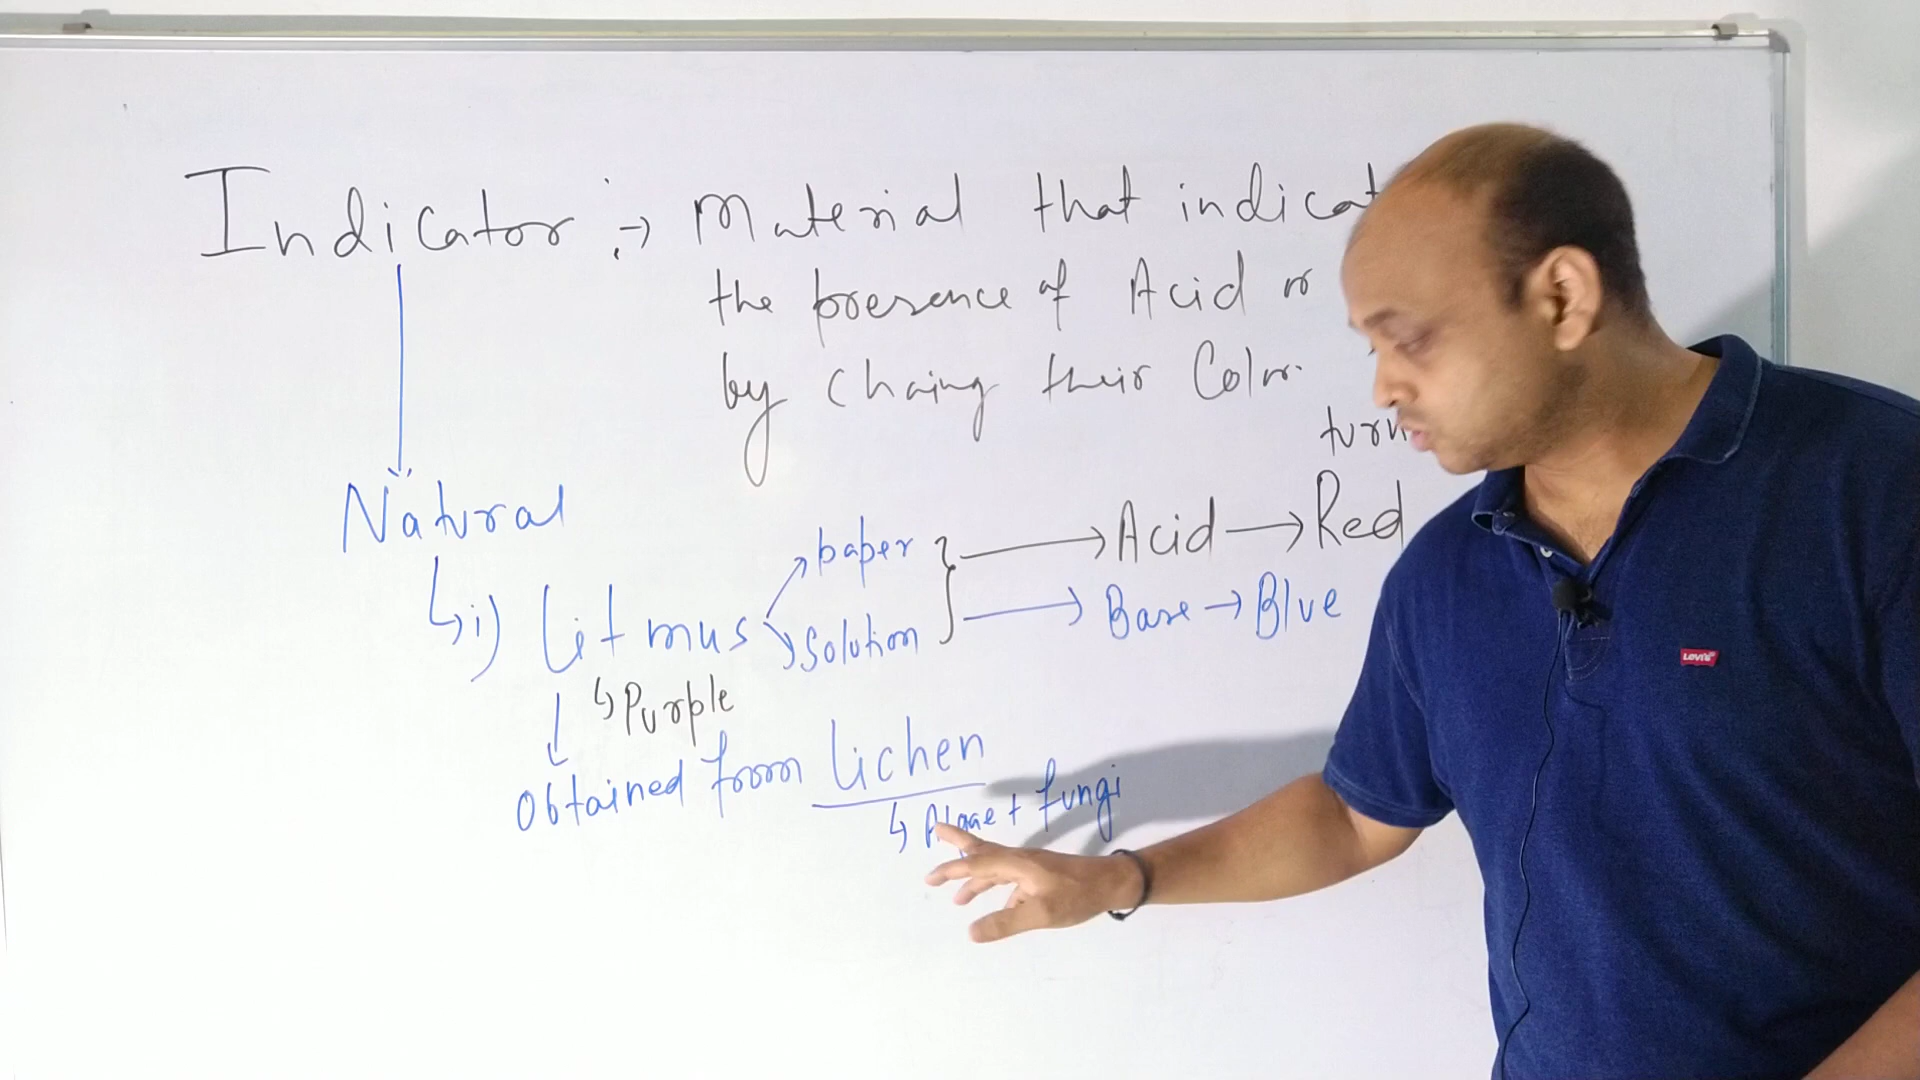 Indicator :→ Material that indicat
the presence of Acid or
by Chaing their Color.
turn
Natural
↳ i) Litmus
paper } → Acid → Red
Solution → Base → Blue
↳ Purple
Obtained from lichen
↳ Algae + fungi
Levi's